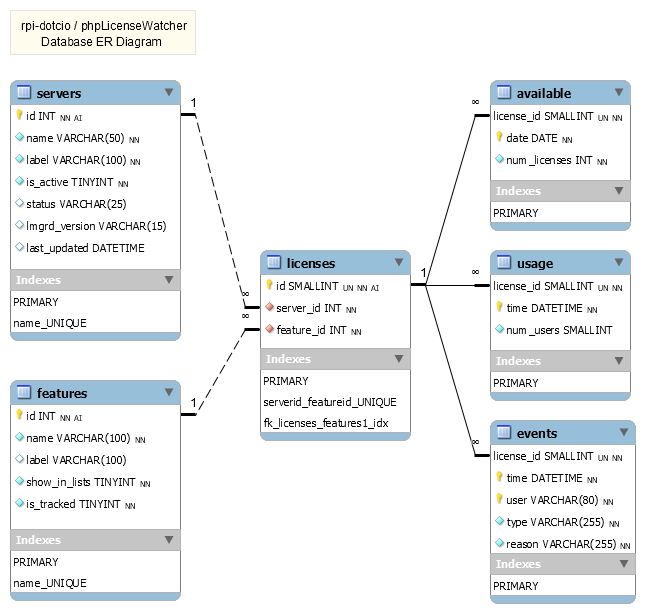 rpi-dotcio / phpLicenseWatcher
Database ER Diagram
servers
id INT NN AI
name VARCHAR(50) NN
label VARCHAR(100) NN
is_active TINYINT NN
status VARCHAR(25)
lmgrd_version VARCHAR(15)
last_updated DATETIME
Indexes
PRIMARY
name_UNIQUE
1
∞
features
id INT NN AI
name VARCHAR(100) NN
label VARCHAR(100)
show_in_lists TINYINT NN
is_tracked TINYINT NN
Indexes
PRIMARY
name_UNIQUE
1
∞
licenses
id SMALLINT UN NN AI
server_id INT NN
feature_id INT NN
Indexes
PRIMARY
serverid_featureid_UNIQUE
fk_licenses_features1_idx
1
∞
available
license_id SMALLINT UN NN
date DATE NN
num_licenses INT NN
Indexes
PRIMARY
∞
usage
license_id SMALLINT UN NN
time DATETIME NN
num_users SMALLINT
Indexes
PRIMARY
∞
events
license_id SMALLINT UN NN
time DATETIME NN
user VARCHAR(80) NN
type VARCHAR(255) NN
reason VARCHAR(255) NN
Indexes
PRIMARY